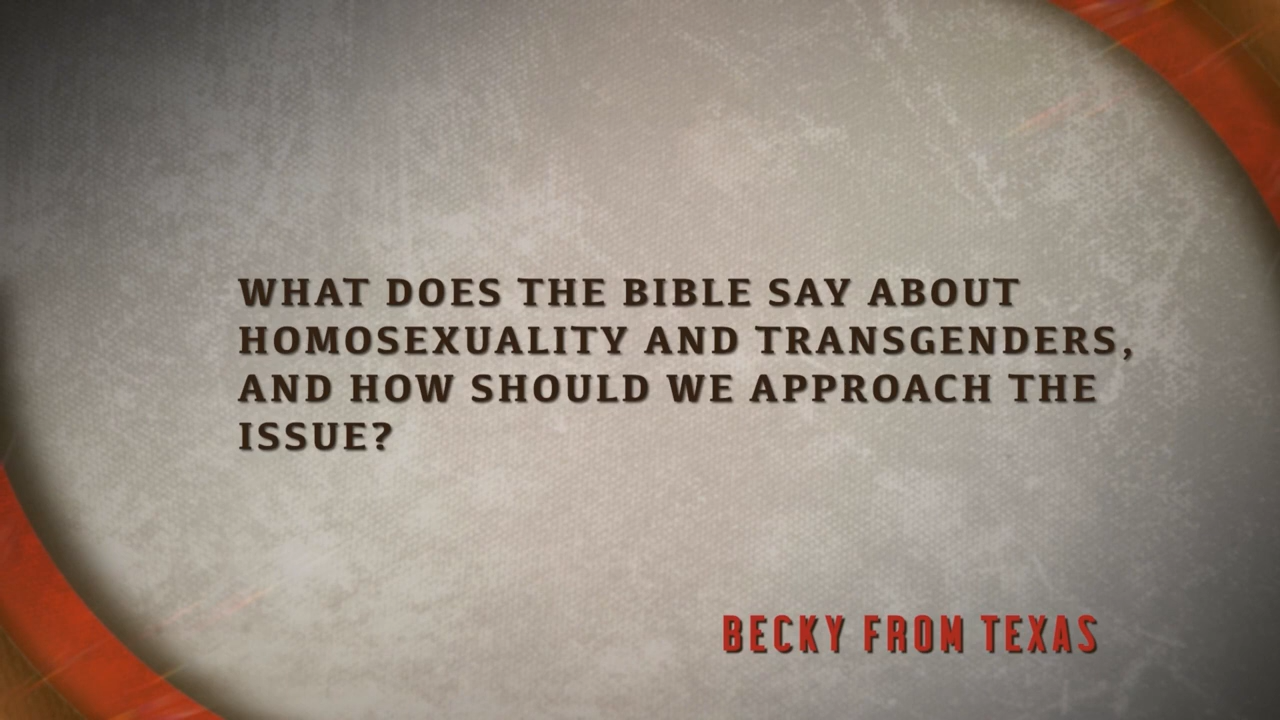 WHAT DOES THE BIBLE SAY ABOUT
HOMOSEXUALITY AND TRANSGENDERS,
AND HOW SHOULD WE APPROACH THE
ISSUE?
BECKY FROM TEXAS